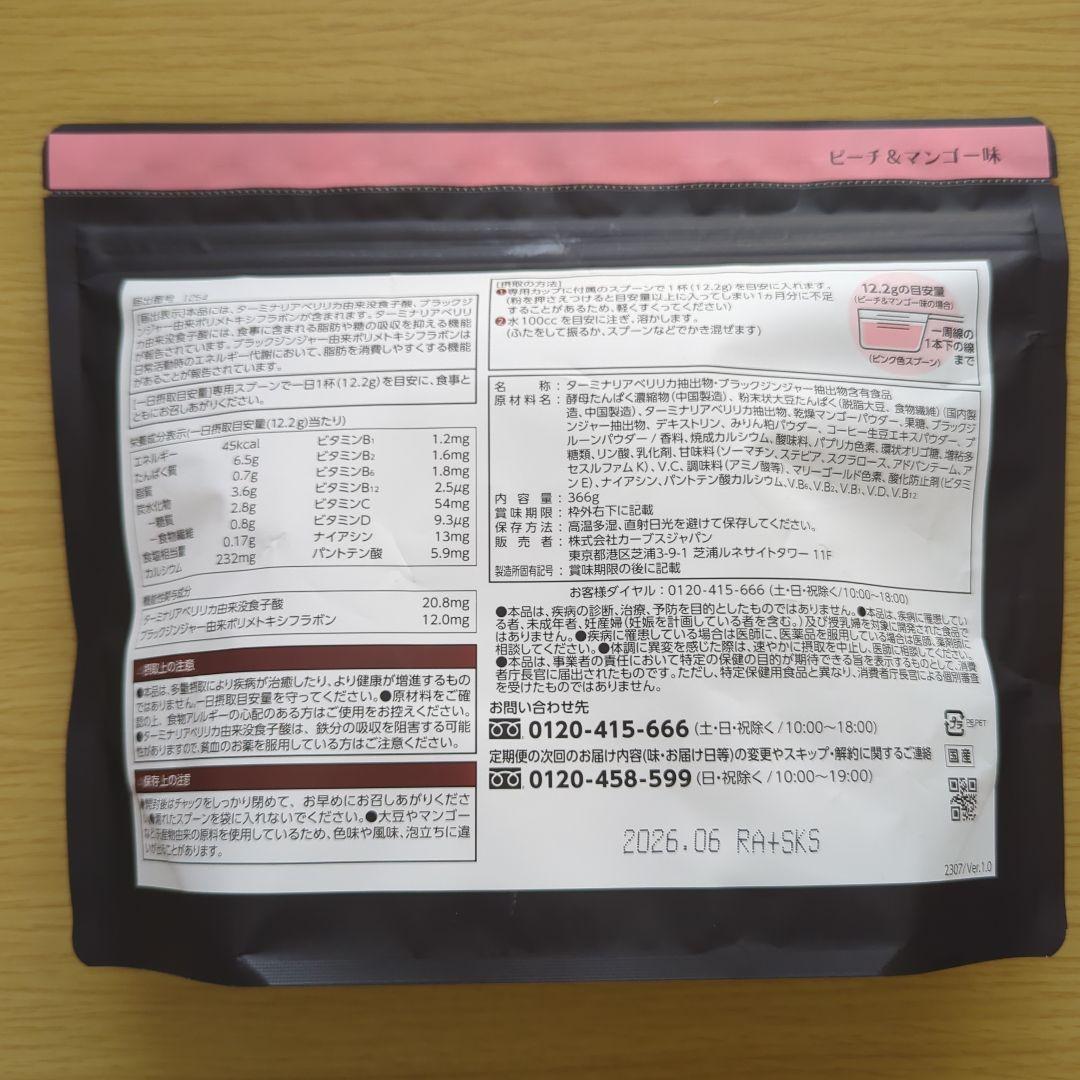 ピーチ＆マンゴー味
届出番号
[届出表示]本品には、ターミナリアベリリカ由来没食子酸、ブラックジ
ンジャー由来ポリメトキシフラボンが含まれます。ターミナリアベリリ
カ由来没食子酸には、食事に含まれる脂肪や糖の吸収を抑える機能
が報告されています。ブラックジンジャー由来ポリメトキシフラボンは
日常活動時のエネルギー代謝において、脂肪を消費しやすくする機能
があることが報告されています。
[一日摂取目安量]専用スプーンで一日1杯(12.2g)を目安に、食事と
ともにお召しあがりください。
栄養成分表示(一日摂取目安量(12.2g)当たり)
エネルギー 45kcal
たんぱく質 6.5g
脂質 0.7g
炭水化物 3.6g
－糖質 2.8g
－食物繊維 0.8g
食塩相当量 0.17g
カルシウム 232mg
ビタミンB1 1.2mg
ビタミンB2 1.6mg
ビタミンB6 1.8mg
ビタミンB12 2.5μg
ビタミンC 54mg
ビタミンD 9.3μg
ナイアシン 13mg
パントテン酸 5.9mg
機能性関与成分
ターミナリアベリリカ由来没食子酸 20.8mg
ブラックジンジャー由来ポリメトキシフラボン 12.0mg
摂取上の注意
●本品は、多量摂取により疾病が治癒したり、より健康が増進するもの
ではありません。一日摂取目安量を守ってください。●原材料をご確
認の上、食物アレルギーの心配のある方はご使用をお控えください。
●ターミナリアベリリカ由来没食子酸は、鉄分の吸収を阻害する可能
性がありますので、貧血のお薬を服用している方はご注意ください。
保存上の注意
●開封後はチャックをしっかり閉めて、お早めにお召しあがりくださ
い。●濡れたスプーンを袋に入れないでください。●大豆やマンゴー
など農産物由来の原料を使用しているため、色味や風味、泡立ちに違
いが出ることがあります。
[摂取の方法]
❶専用カップに付属のスプーンで1杯(12.2g)を目安に入れます。
(粉を押さえつけると目安量以上に入ってしまい1ヵ月分に不足
することがあるため、軽くすくってください)
❷水100ccを目安に注ぎ、溶かします。
(ふたをして振るか、スプーンなどでかき混ぜます)
12.2gの目安量
(ピーチ＆マンゴー味の場合)
一周線の
1本下の線
まで
(ピンク色スプーン)
名称：ターミナリアベリリカ抽出物・ブラックジンジャー抽出物含有食品
原材料名：酵母たんぱく濃縮物(中国製造)、粉末状大豆たんぱく(脱脂大豆、食物繊維)(国内製
造、中国製造)、ターミナリアベリリカ抽出物、乾燥マンゴーパウダー、果糖、ブラックジ
ンジャー抽出物、デキストリン、みりん粕パウダー、コーヒー生豆エキスパウダー、プ
ルーンパウダー / 香料、焼成カルシウム、酸味料、パプリカ色素、環状オリゴ糖、増粘多
糖類、リン酸、乳化剤、甘味料(ソーマチン、ステビア、スクラロース、アドバンテーム、ア
セスルファムK)、V.C、調味料(アミノ酸等)、マリーゴールド色素、酸化防止剤(ビタミ
ンE)、ナイアシン、パントテン酸カルシウム、V.B6、V.B2、V.B1、V.D、V.B12
内容量：366g
賞味期限：枠外右下に記載
保存方法：高温多湿、直射日光を避けて保存してください。
販売者：株式会社カーブスジャパン
東京都港区芝浦3-9-1 芝浦ルネサイトタワー 11F
製造所固有記号：賞味期限の後に記載
お客様ダイヤル：0120-415-666(土・日・祝除く/10:00～18:00)
●本品は、疾病の診断、治療、予防を目的としたものではありません。●本品は、疾病に罹患してい
る者、未成年者、妊産婦(妊娠を計画している者を含む。)及び授乳婦を対象に開発された食品で
はありません。●疾病に罹患している場合は医師に、医薬品を服用している場合は医師、薬剤師に
相談してください。●体調に異変を感じた際は、速やかに摂取を中止し、医師に相談してください。
●本品は、事業者の責任において特定の保健の目的が期待できる旨を表示するものとして、消費
者庁長官に届出されたものです。ただし、特定保健用食品と異なり、消費者庁長官による個別審査
を受けたものではありません。
お問い合わせ先
0120-415-666 (土・日・祝除く/10:00～18:00)
定期便の次回のお届け内容(味・お届け日等)の変更やスキップ・解約に関するご連絡
0120-458-599 (日・祝除く/10:00～19:00)
プラ PE,PET
国産
2026.06 RA+SKS
2307/Ver.1.0